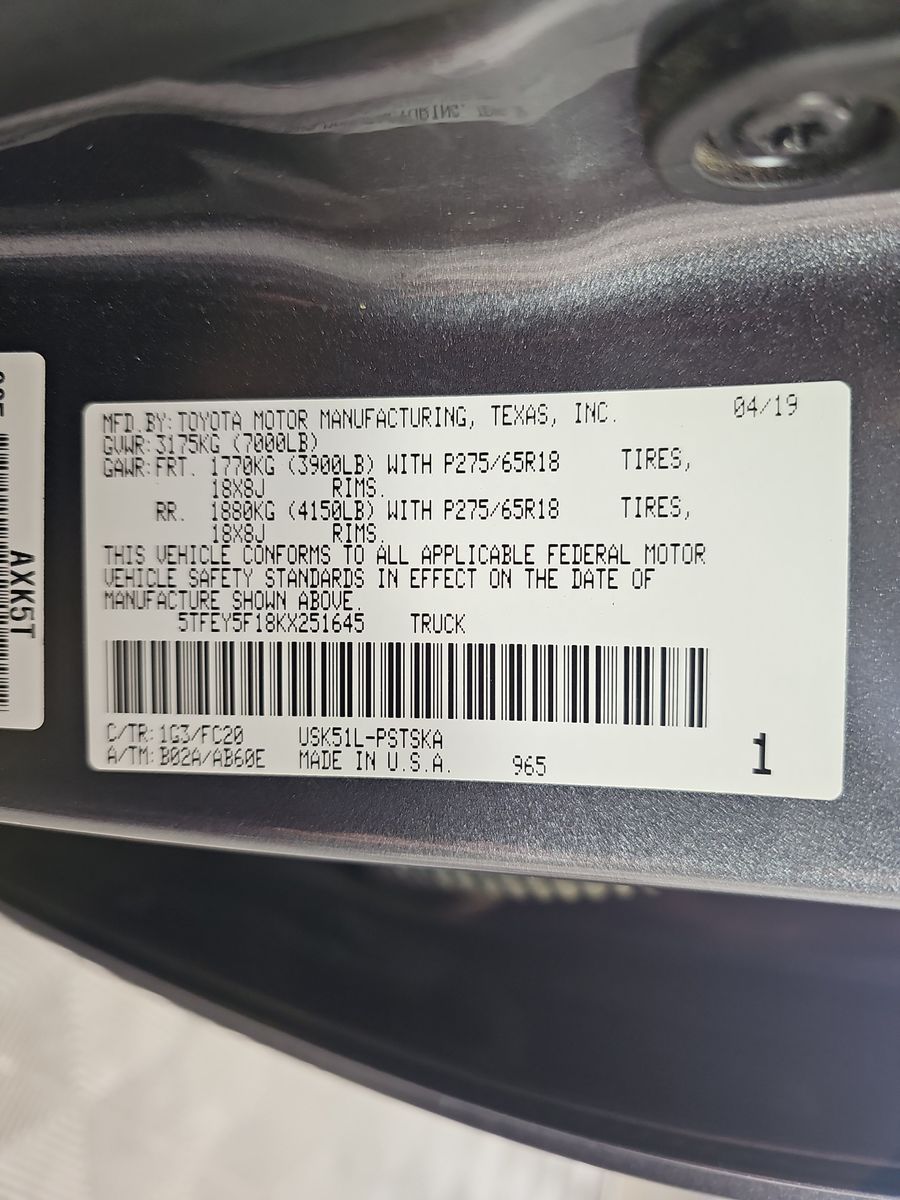 MFD.BY:TOYOTA MOTOR MANUFACTURING, TEXAS, INC. 04/19
GVWR:3175KG (7000LB)
GAWR:FRT. 1770KG (3900LB) WITH P275/65R18 TIRES,
18X8J RIMS.
RR. 1880KG (4150LB) WITH P275/65R18 TIRES,
18X8J RIMS.
THIS VEHICLE CONFORMS TO ALL APPLICABLE FEDERAL MOTOR
VEHICLE SAFETY STANDARDS IN EFFECT ON THE DATE OF
MANUFACTURE SHOWN ABOVE.
5TFEY5F18KX251645 TRUCK
C/TR:1G3/FC20 USK51L-PSTSKA
A/TM:B02A/AB60E MADE IN U.S.A. 965 1
AXK5T